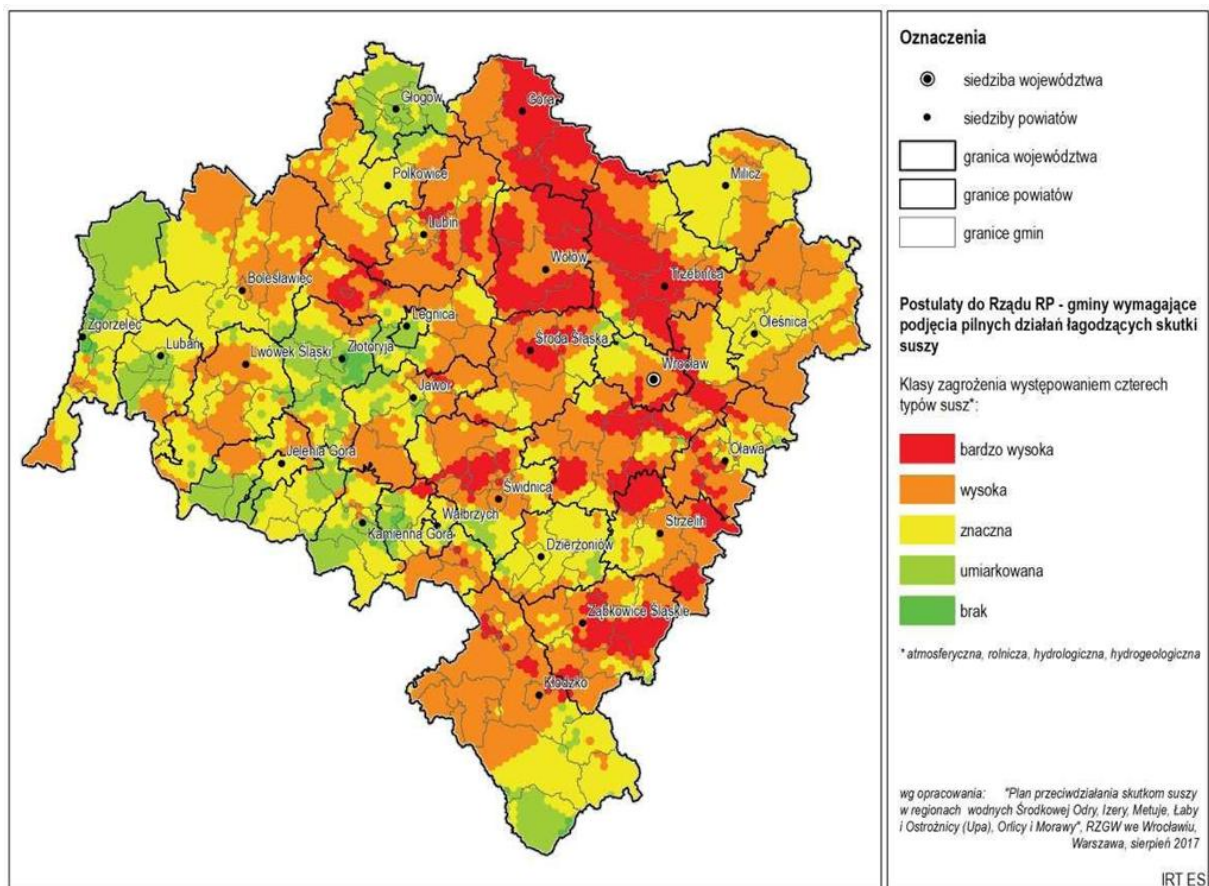 Głogów
Góra
Polkowice
Milicz
Lubin
Wołów
Bolesławiec
Trzebnica
Zgorzelec
Legnica
Oleśnica
Lubań
Lwówek Śląski
Złotoryja
Środa Śląska
Wrocław
Jawor
Jelenia Góra
Oława
Świdnica
Kamienna Góra
Wałbrzych
Strzelin
Dzierżoniów
Ząbkowice Śląskie
Kłodzko
Oznaczenia
siedziba województwa
siedziby powiatów
granica województwa
granice powiatów
granice gmin
Postulaty do Rządu RP - gminy wymagające
podjęcia pilnych działań łagodzących skutki
suszy
Klasy zagrożenia występowaniem czterech
typów susz*:
bardzo wysoka
wysoka
znaczna
umiarkowana
brak
* atmosferyczna, rolnicza, hydrologiczna, hydrogeologiczna
wg opracowania: "Plan przeciwdziałania skutkom suszy
w regionach wodnych Środkowej Odry, Izery, Metuje, Łaby
i Ostrożnicy (Upa), Orlicy i Morawy", RZGW we Wrocławiu,
Warszawa, sierpień 2017
IRT ES